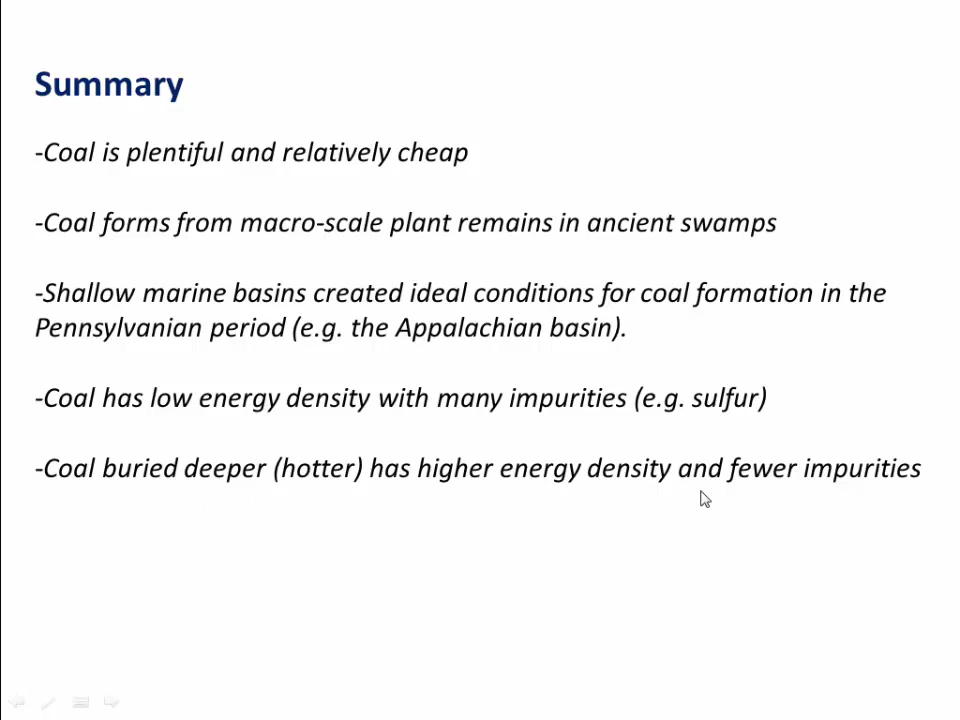 Summary
-Coal is plentiful and relatively cheap
-Coal forms from macro-scale plant remains in ancient swamps
-Shallow marine basins created ideal conditions for coal formation in the
Pennsylvanian period (e.g. the Appalachian basin).
-Coal has low energy density with many impurities (e.g. sulfur)
-Coal buried deeper (hotter) has higher energy density and fewer impurities